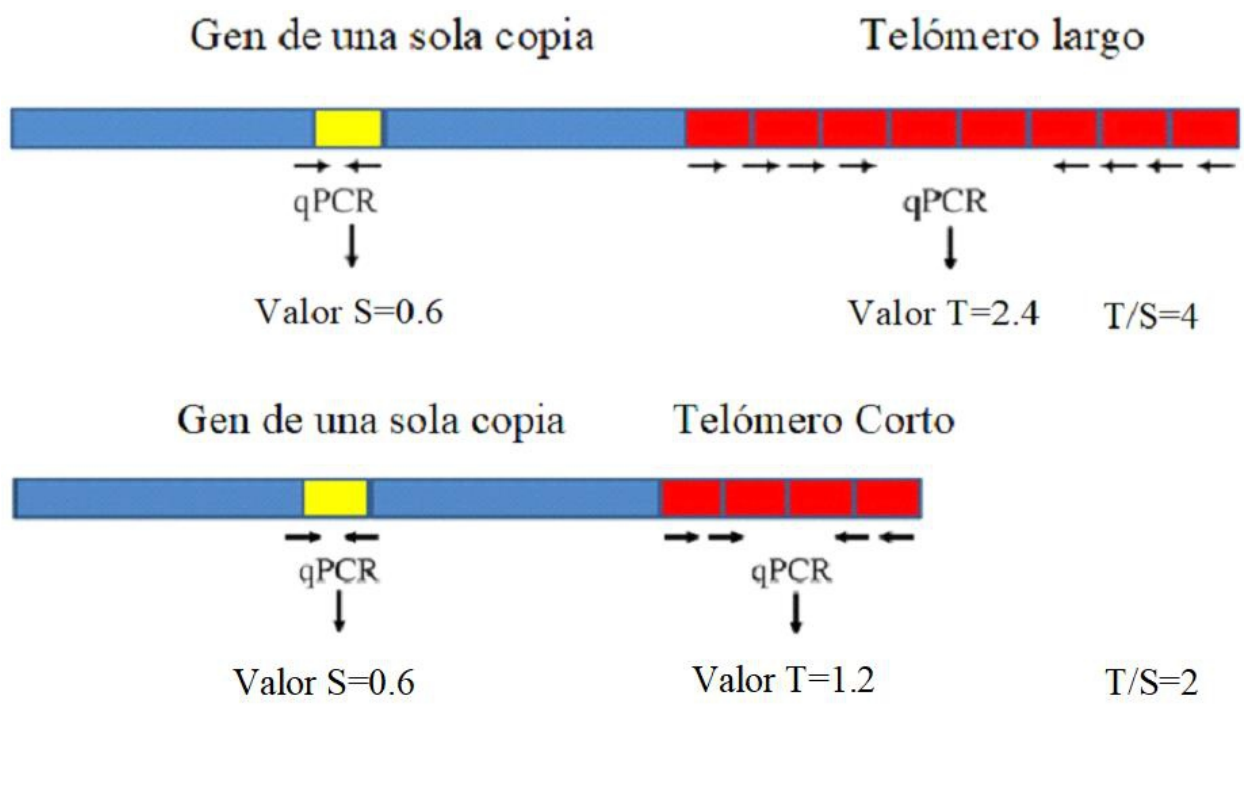 Gen de una sola copia Telómero largo
qPCR qPCR
Valor S=0.6 Valor T=2.4 T/S=4
Gen de una sola copia Telómero Corto
qPCR qPCR
Valor S=0.6 Valor T=1.2 T/S=2